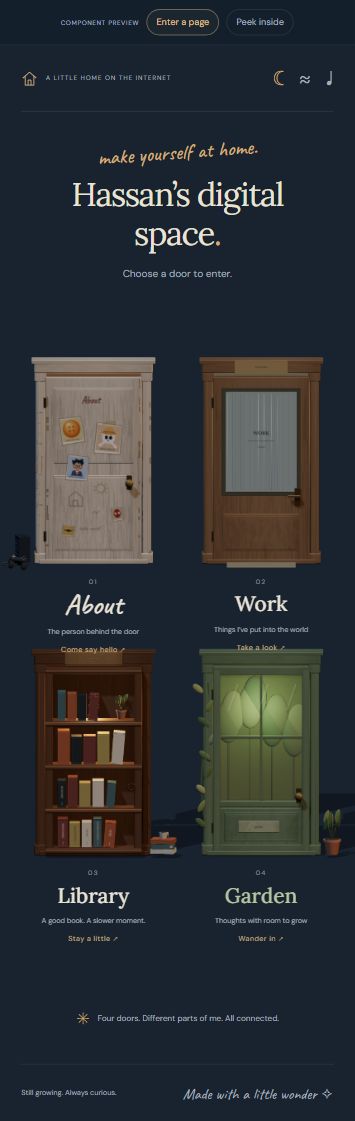 COMPONENT PREVIEW
Enter a page
Peek inside
A LITTLE HOME ON THE INTERNET
make yourself at home.
Hassan's digital
space.
Choose a door to enter.
About
WORK
01
About
The person behind the door
Come say hello ↗
02
Work
Things I've put into the world
Take a look ↗
03
Library
A good book. A slower moment.
Stay a little ↗
04
Garden
Thoughts with room to grow
Wander in ↗
Four doors. Different parts of me. All connected.
Still growing. Always curious.
Made with a little wonder ✧